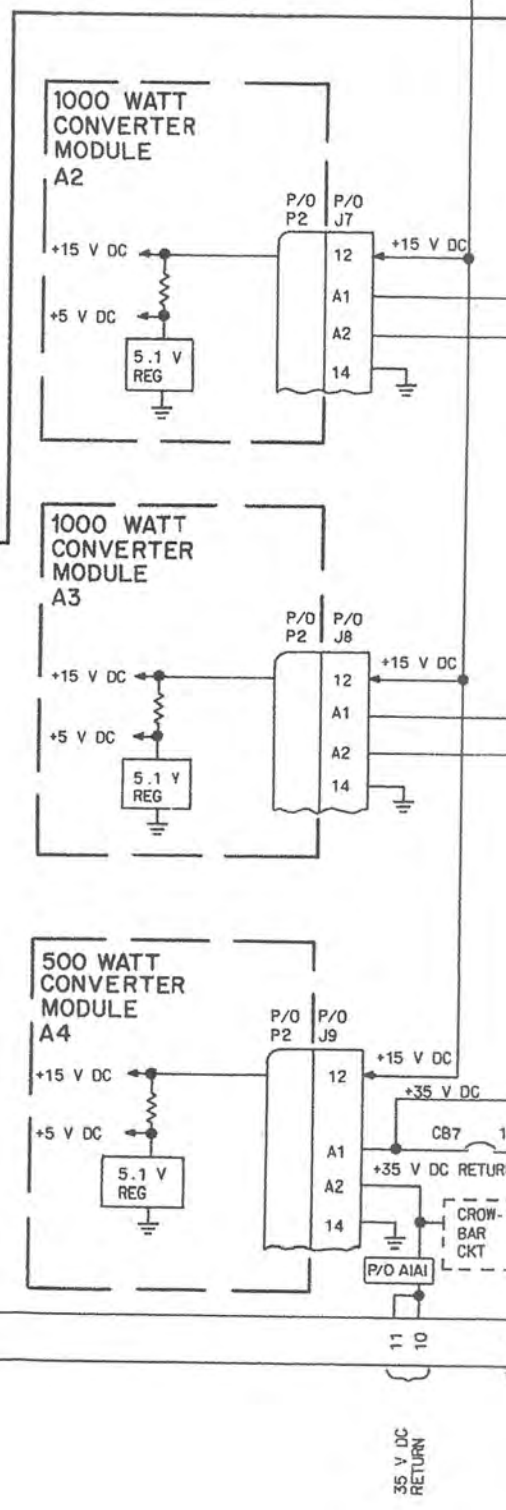 1000 WATT
CONVERTER
MODULE
A2
P/O P/O
P2 J7
+15 V DC
12
+15 V DC
A1
+5 V DC
A2
5.1 V
REG
14
1000 WATT
CONVERTER
MODULE
A3
P/O P/O
P2 J8
+15 V DC
12
+15 V DC
A1
+5 V DC
A2
5.1 V
REG
14
500 WATT
CONVERTER
MODULE
A4
P/O P/O
P2 J9
+15 V DC
12
+15 V DC
+35 V DC
+5 V DC
A1
CB7 1
+35 V DC RETUR
5.1 V
REG
A2
14
CROW-
BAR
CKT
P/O A1A1
11
10
35 V DC
RETURN